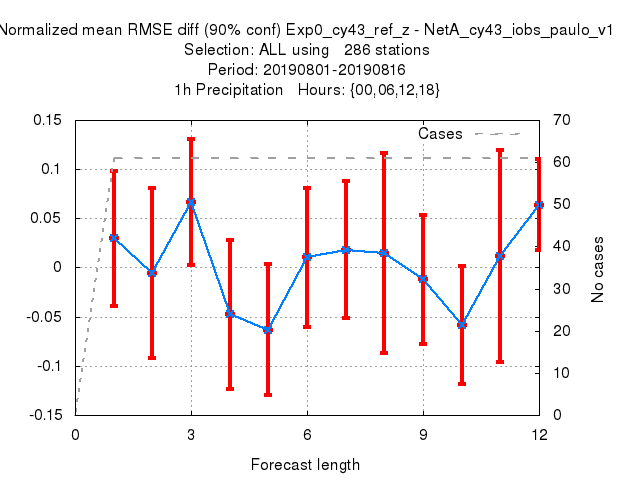 Normalized mean RMSE diff (90% conf) Exp0_cy43_ref_z - NetA_cy43_iobs_paulo_v1
Selection: ALL using 286 stations
Period: 20190801-20190816
1h Precipitation Hours: {00,06,12,18}
Cases
0.15
0.1
0.05
0
-0.05
-0.1
-0.15
70
60
50
40
30
20
10
0
No cases
0 3 6 9 12
Forecast length